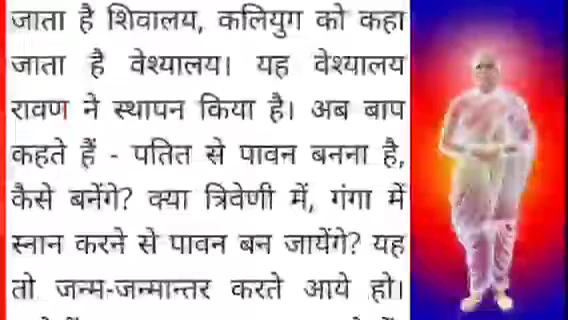 जाता है शिवालय, कलियुग को कहा
जाता है वेश्यालय। यह वेश्यालय
रावण ने स्थापन किया है। अब बाप
कहते हैं - पतित से पावन बनना है,
कैसे बनेंगे? क्या त्रिवेणी में, गंगा में
स्नान करने से पावन बन जायेंगे? यह
तो जन्म-जन्मान्तर करते आये हो।